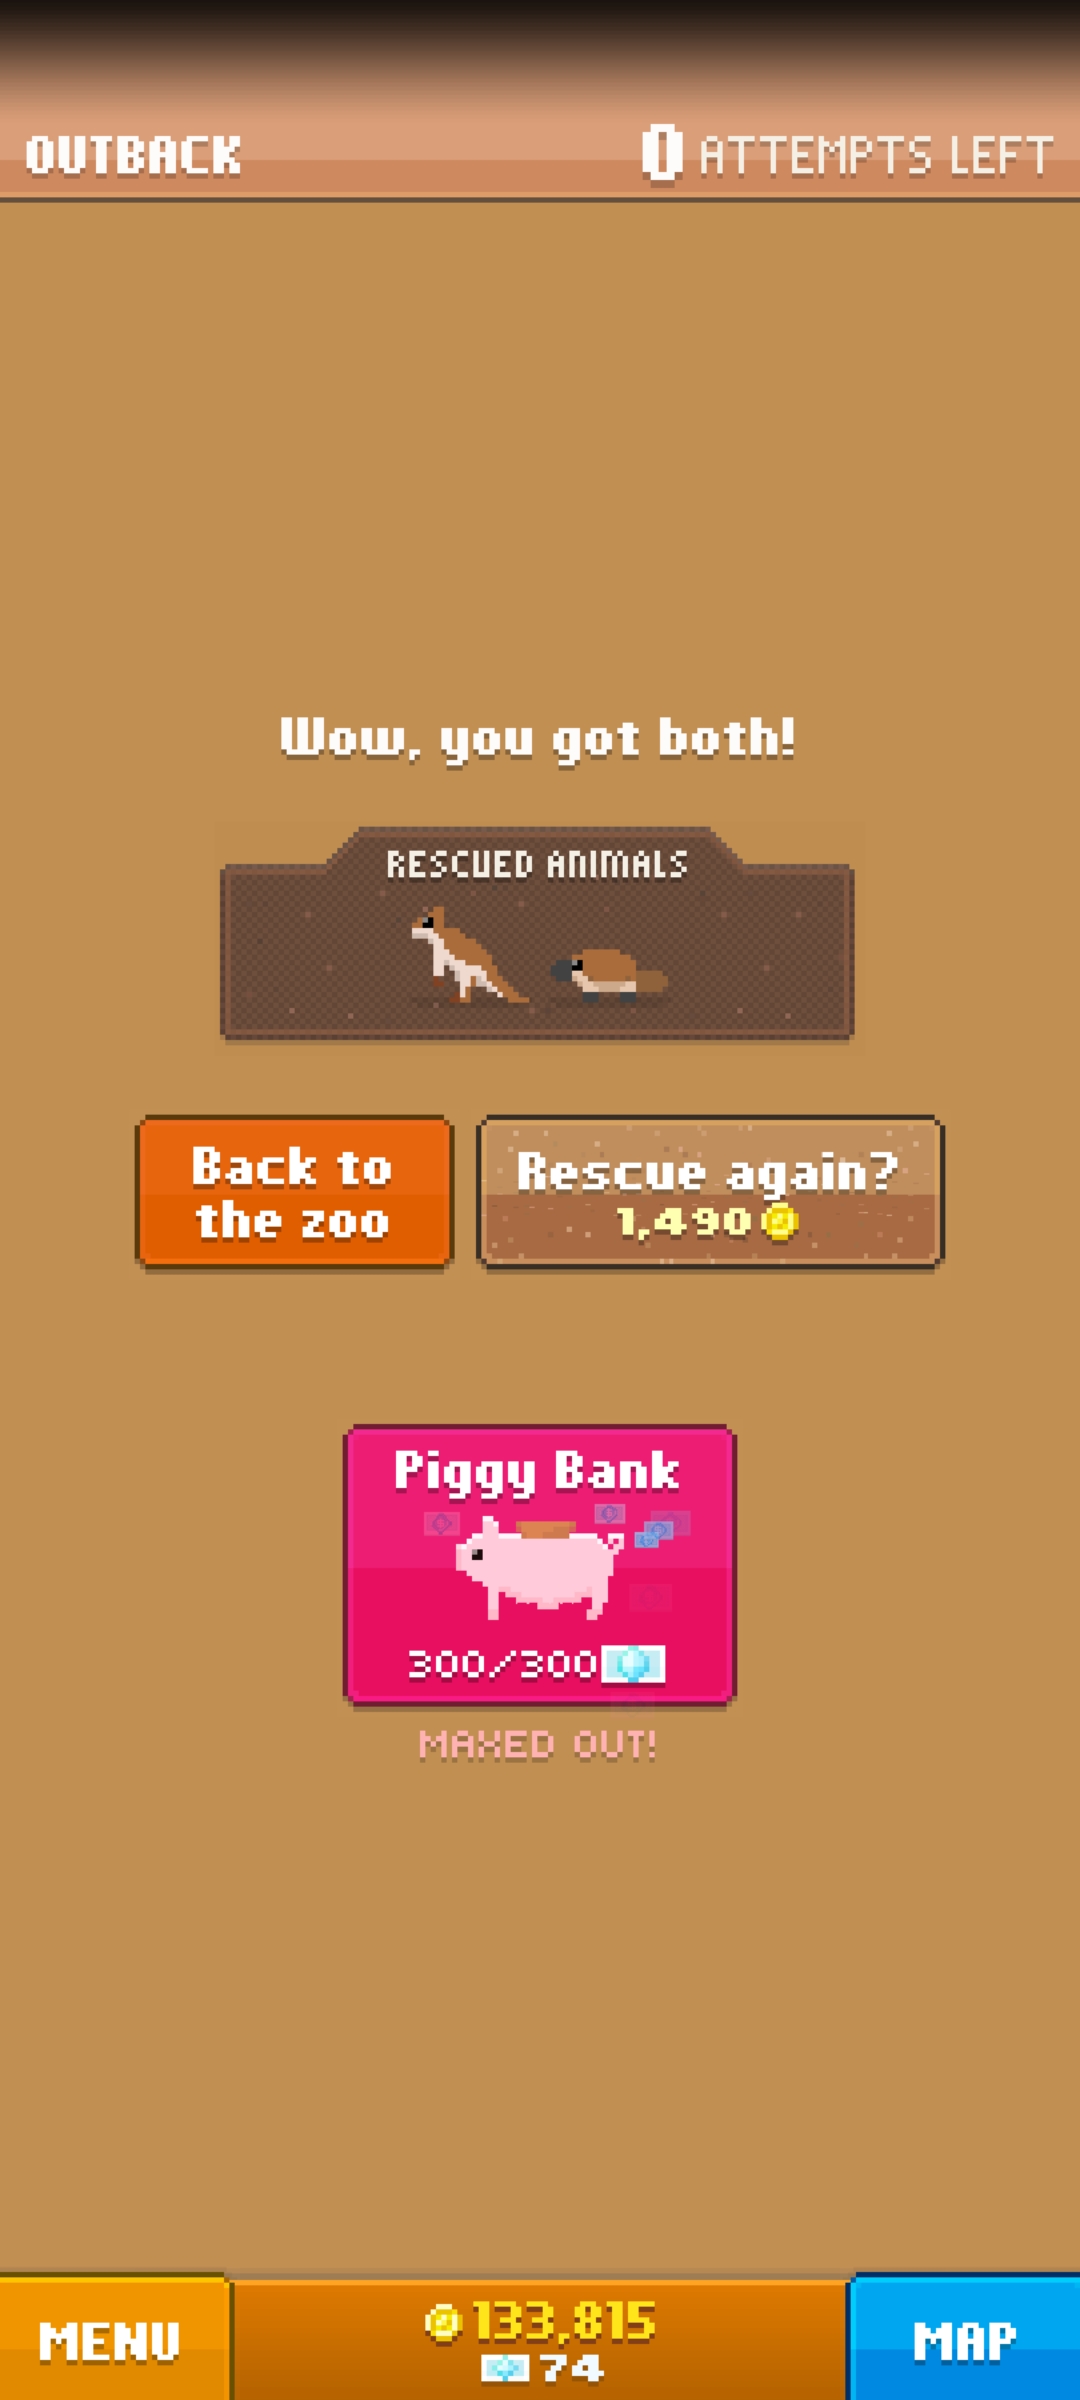 OUTBACK
0 ATTEMPTS LEFT
Wow, you got both!
RESCUED ANIMALS
Back to
the zoo
Rescue again?
1,490
Piggy Bank
300/300
MAXED OUT!
MENU
133,815
74
MAP